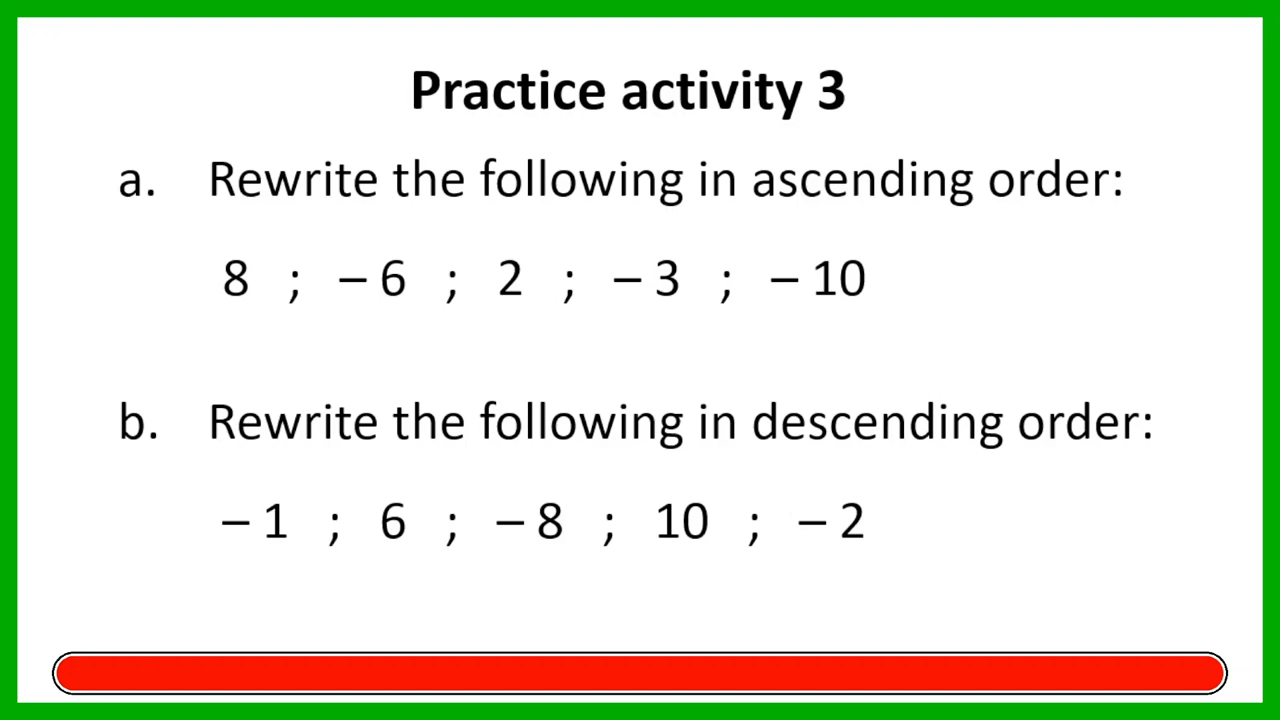 Practice activity 3
a. Rewrite the following in ascending order:
8 ; – 6 ; 2 ; – 3 ; – 10
b. Rewrite the following in descending order:
– 1 ; 6 ; – 8 ; 10 ; – 2